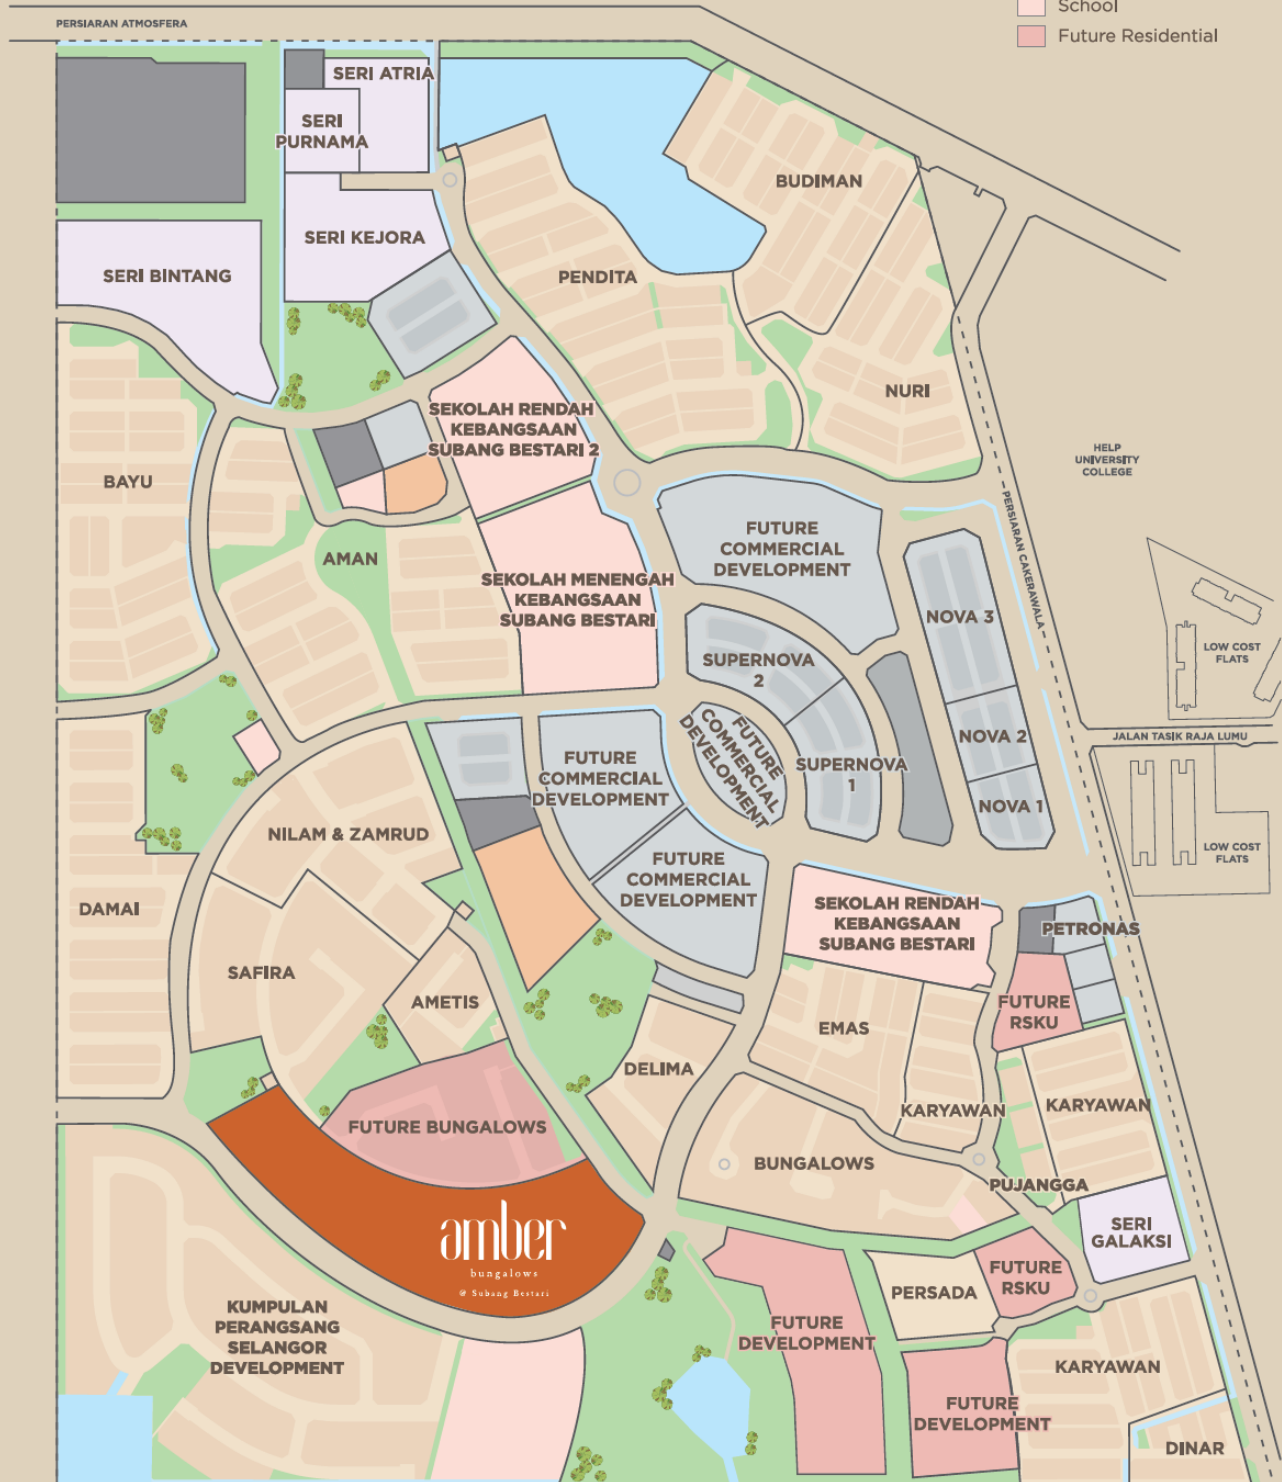 School
Future Residential
PERSIARAN ATMOSFERA
SERI ATRIA
SERI
PURNAMA
BUDIMAN
SERI KEJORA
SERI BINTANG
PENDITA
NURI
SEKOLAH RENDAH
KEBANGSAAN
SUBANG BESTARI 2
HELP
UNIVERSITY
COLLEGE
BAYU
PERSIARAN CAKERAWALA
FUTURE
COMMERCIAL
DEVELOPMENT
AMAN
SEKOLAH MENENGAH
KEBANGSAAN
SUBANG BESTARI
NOVA 3
LOW COST
FLATS
SUPERNOVA
2
FUTURE
COMMERCIAL
DEVELOPMENT
NOVA 2
JALAN TASIK RAJA LUMU
FUTURE
COMMERCIAL
DEVELOPMENT
SUPERNOVA
1
NOVA 1
NILAM & ZAMRUD
LOW COST
FLATS
FUTURE
COMMERCIAL
DEVELOPMENT
DAMAI
SEKOLAH RENDAH
KEBANGSAAN
SUBANG BESTARI
PETRONAS
SAFIRA
AMETIS
FUTURE
RSKU
EMAS
DELIMA
KARYAWAN
KARYAWAN
FUTURE BUNGALOWS
BUNGALOWS
PUJANGGA
amber
bungalows
@ Subang Bestari
SERI
GALAKSI
FUTURE
RSKU
PERSADA
KUMPULAN
PERANGSANG
SELANGOR
DEVELOPMENT
FUTURE
DEVELOPMENT
KARYAWAN
FUTURE
DEVELOPMENT
DINAR